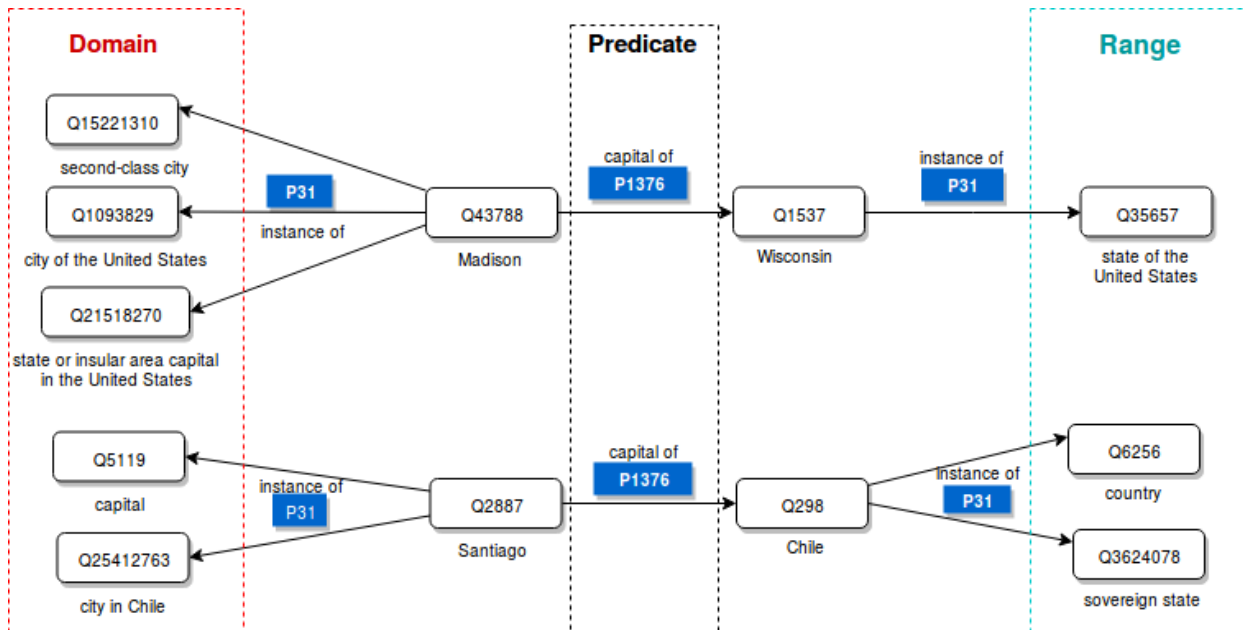 Domain
Predicate
Range
Q15221310
second-class city
capital of
P1376
instance of
P31
P31
Q1093829
Q43788
Q1537
Q35657
instance of
city of the United States
Madison
Wisconsin
state of the
United States
Q21518270
state or insular area capital
in the United States
Q5119
capital
instance of
P31
capital of
P1376
Q6256
country
instance of
P31
Q2887
Santiago
Q298
Chile
Q25412763
city in Chile
Q3624078
sovereign state